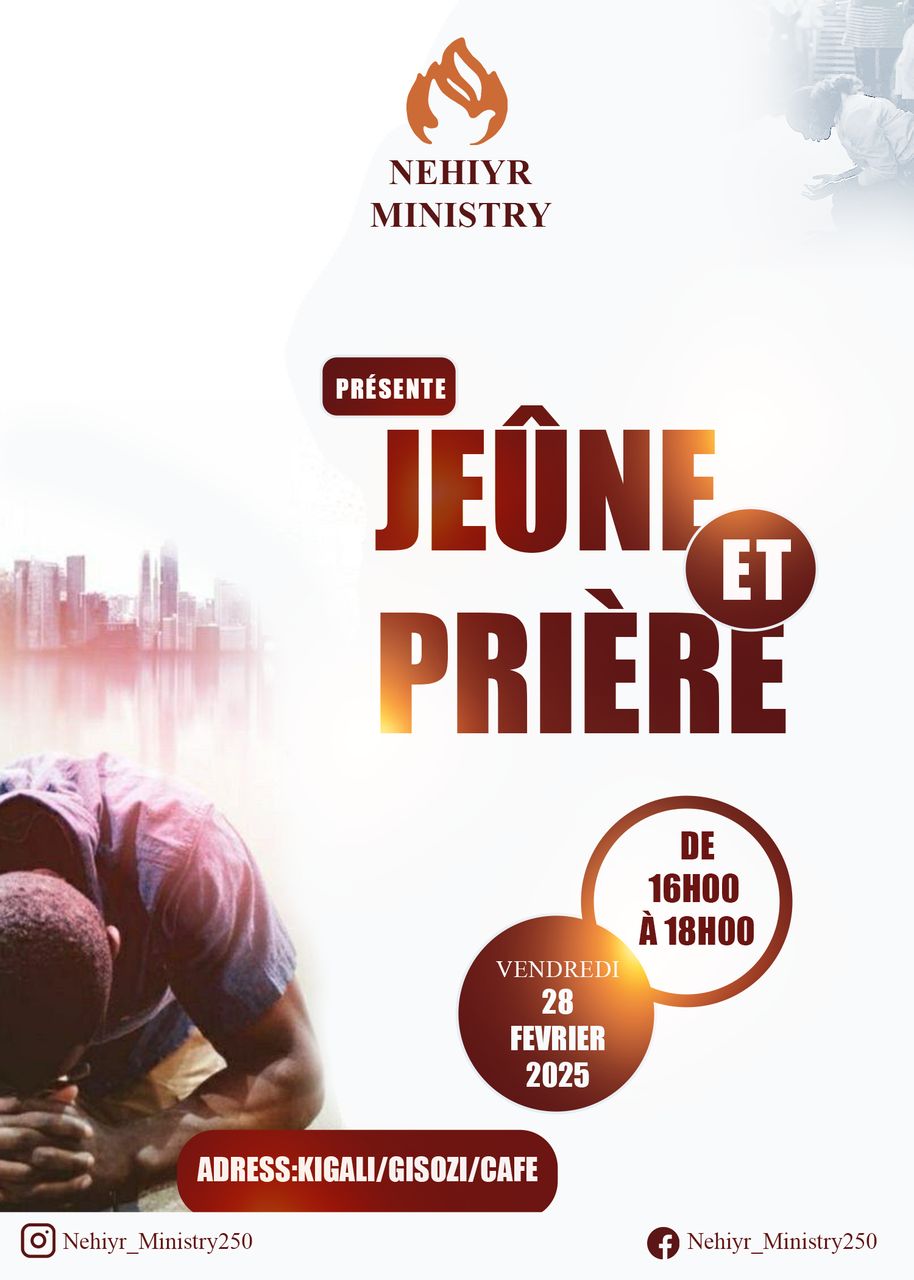 NEHIYR
MINISTRY
PRÉSENTE
JEÛNE
ET
PRIÈRE
DE
16H00
À 18H00
VENDREDI
28
FEVRIER
2025
ADRESS:KIGALI/GISOZI/CAFE
Nehiyr_Ministry250
Nehiyr_Ministry250